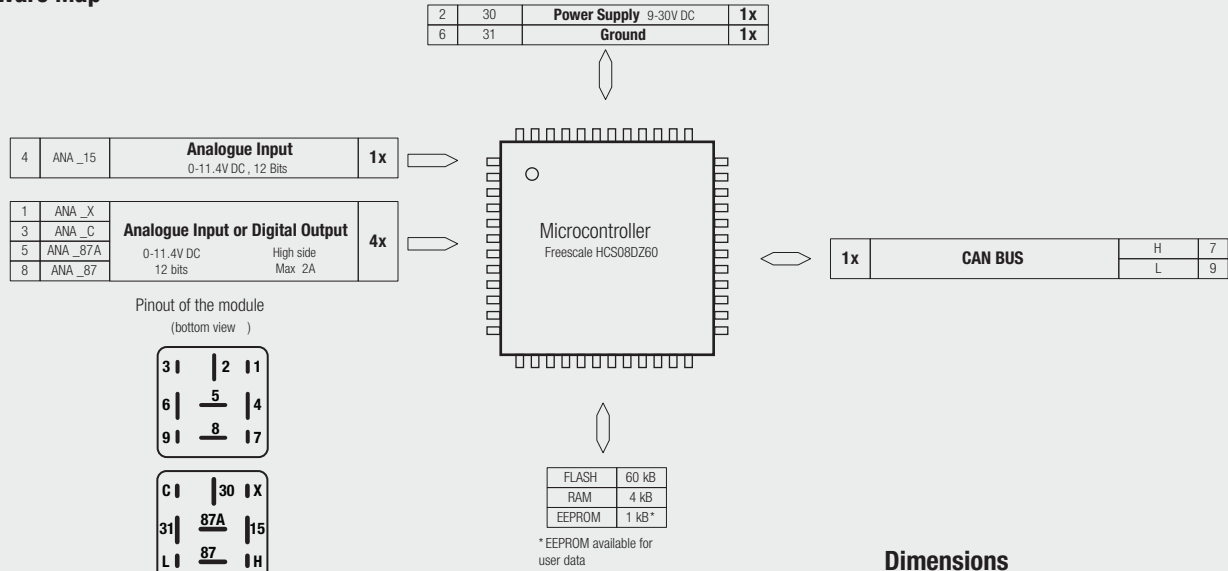 ware Map
2 30 Power Supply 9-30V DC 1x
6 31 Ground 1x
4 ANA _15 Analogue Input 1x
0-11.4V DC , 12 Bits
1 ANA _X
3 ANA _C
5 ANA _87A
8 ANA _87
Analogue Input or Digital Output 4x
0-11.4V DC High side
12 bits Max 2A
Microcontroller
Freescale HCS08DZ60
1x CAN BUS H 7
L 9
Pinout of the module
(bottom view )
3 2 1
6 5 4
9 8 7
C 30 X
31 87A 15
L 87 H
FLASH 60 kB
RAM 4 kB
EEPROM 1 kB*
* EEPROM available for
user data
Dimensions